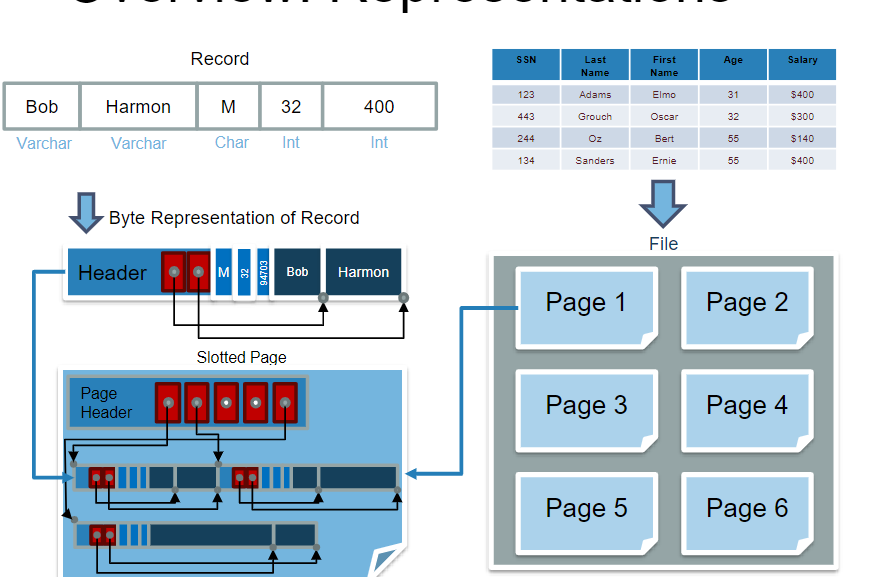 Overview: Representations
Record
Bob Harmon M 32 400
Varchar Varchar Char Int Int
SSN Last Name First Name Age Salary
123 Adams Elmo 31 $400
443 Grouch Oscar 32 $300
244 Oz Bert 55 $140
134 Sanders Ernie 55 $400
Byte Representation of Record
Header M 32 94703 Bob Harmon
File
Page 1 Page 2
Page 3 Page 4
Page 5 Page 6
Slotted Page
Page
Header